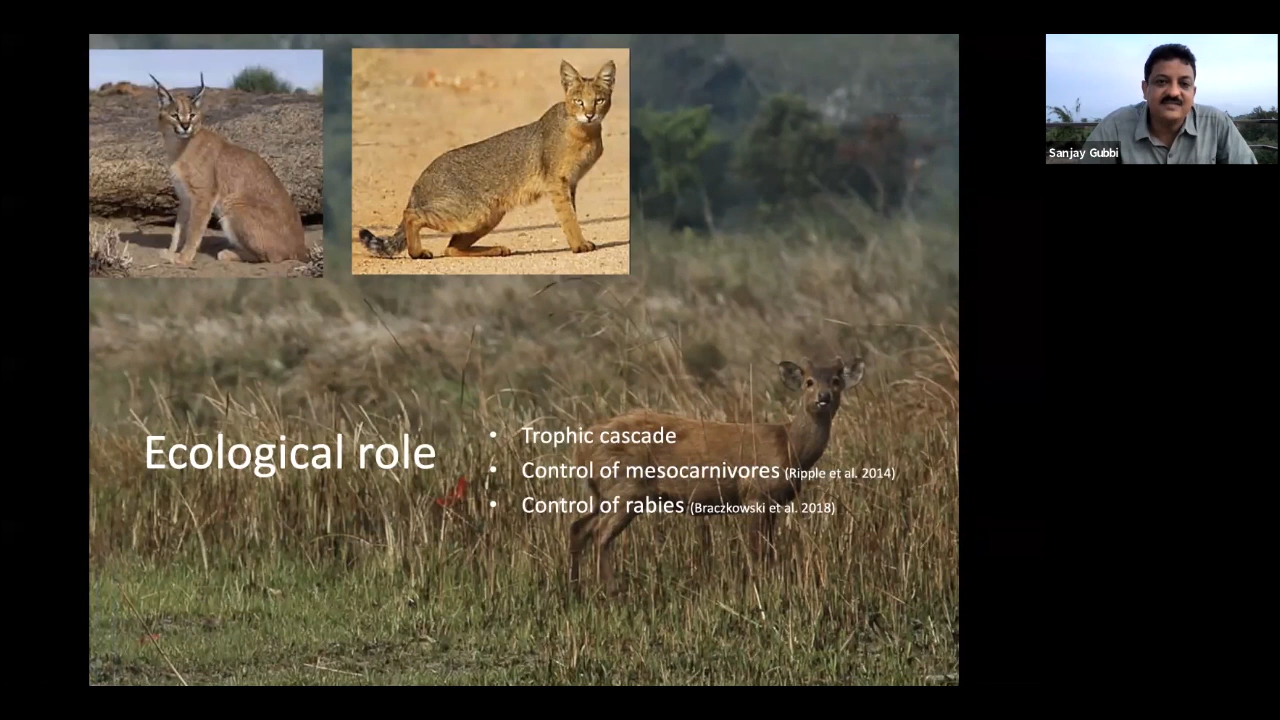 Sanjay Gubbi
Ecological role
• Trophic cascade
• Control of mesocarnivores (Ripple et al. 2014)
• Control of rabies (Braczkowski et al. 2018)